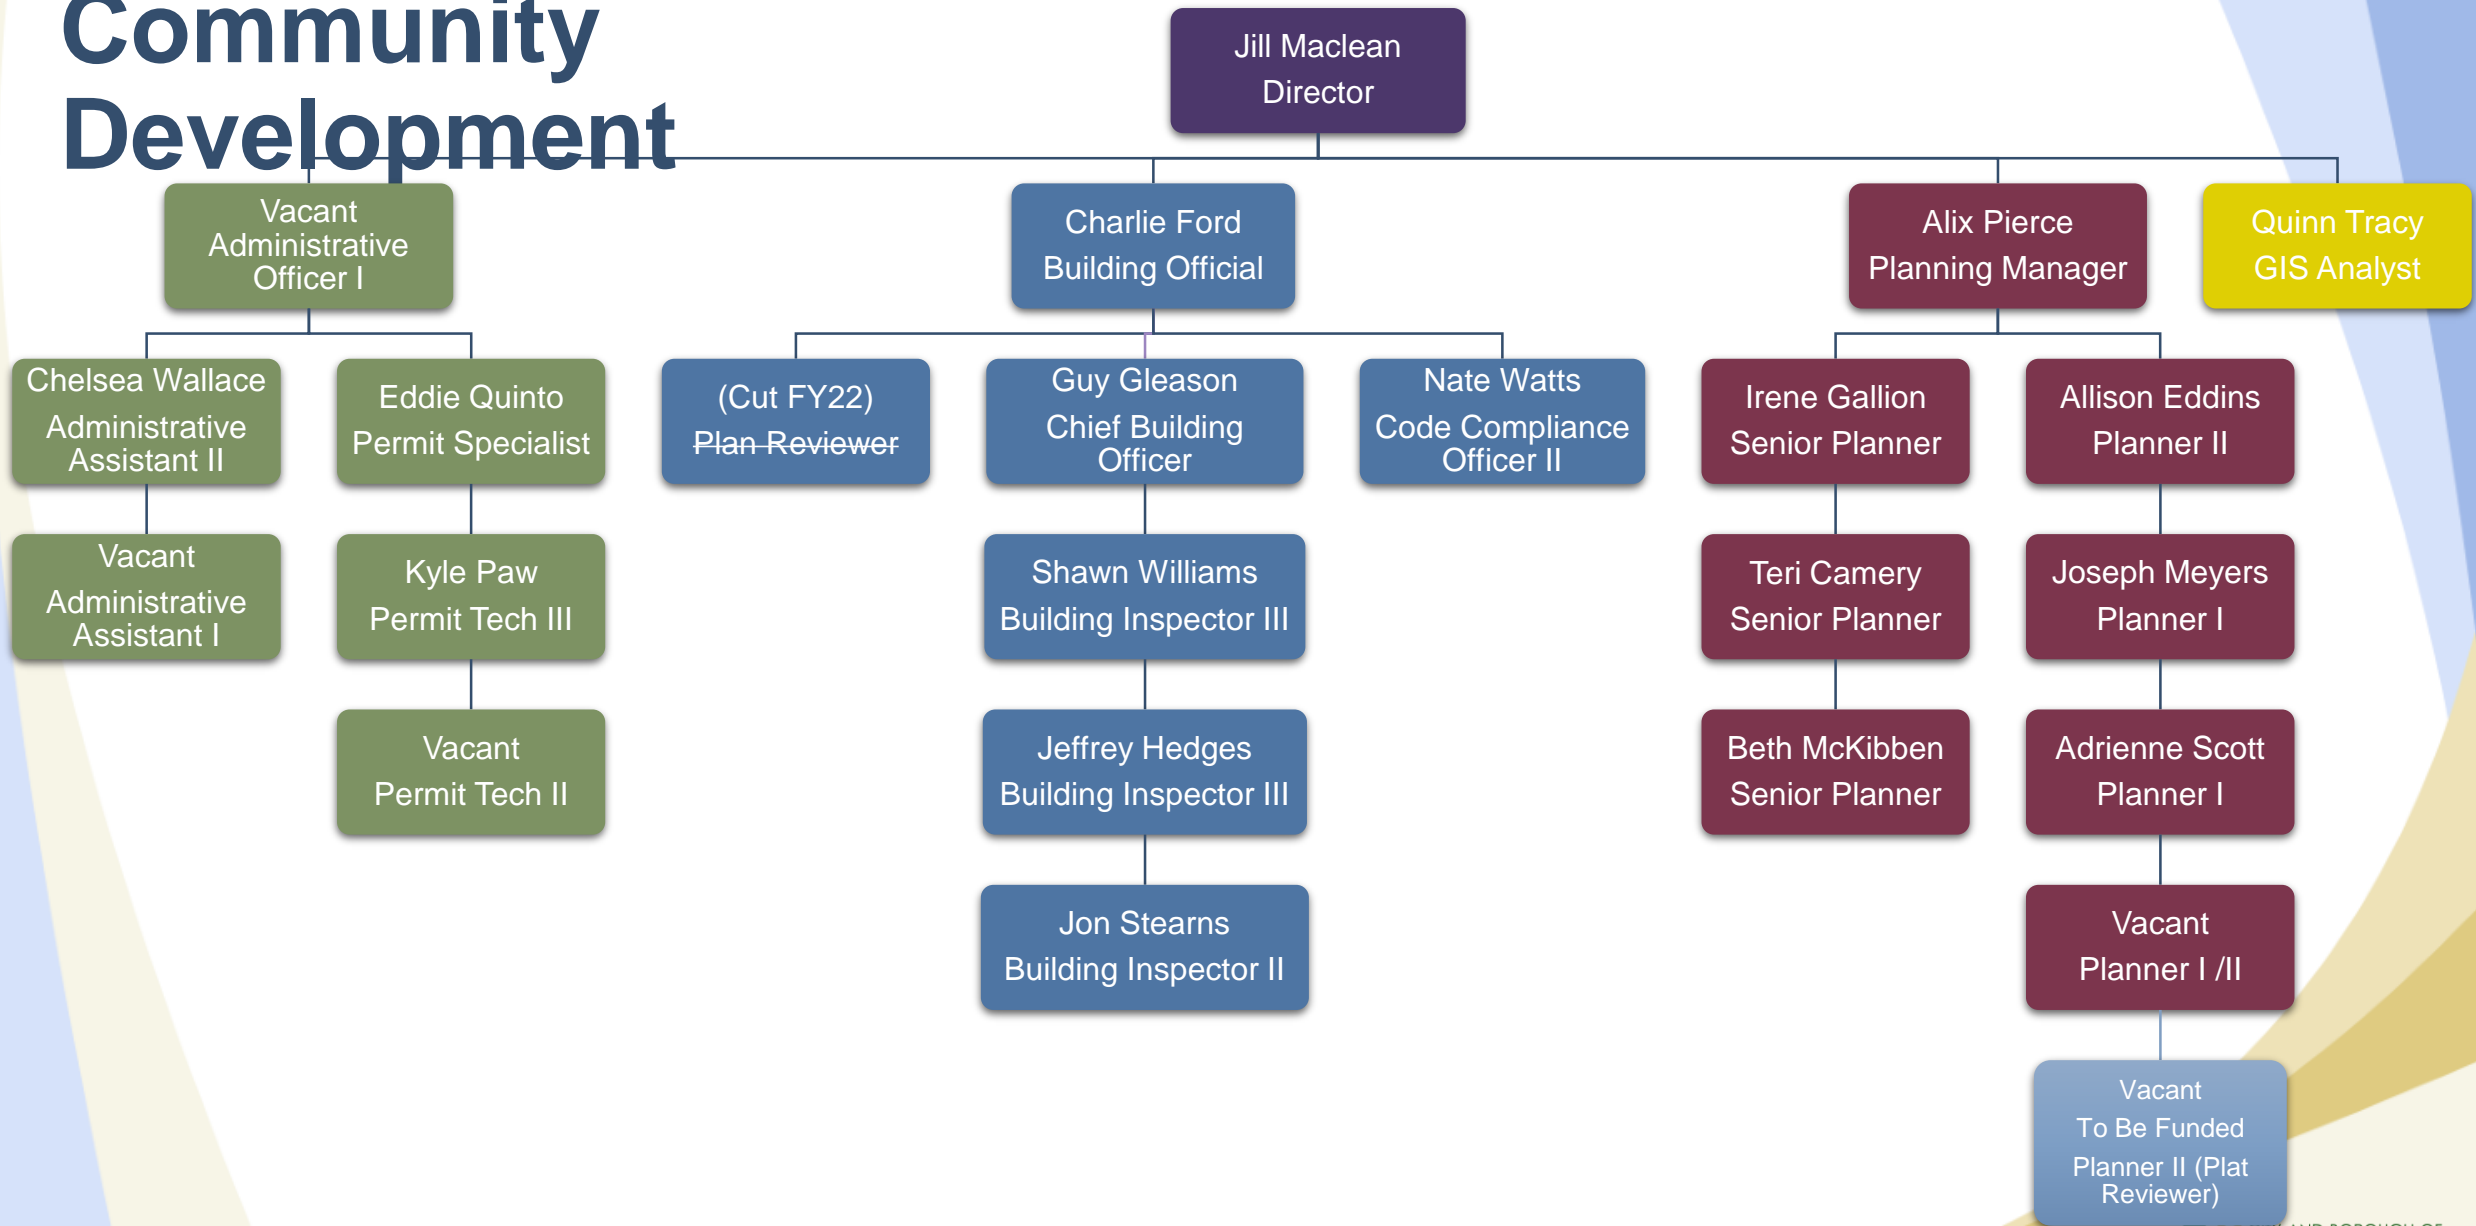 Community
Development
Jill Maclean
Director
Vacant
Administrative
Officer I
Charlie Ford
Building Official
Alix Pierce
Planning Manager
Quinn Tracy
GIS Analyst
Chelsea Wallace
Administrative
Assistant II
Eddie Quinto
Permit Specialist
(Cut FY22)
Plan Reviewer
Guy Gleason
Chief Building
Officer
Nate Watts
Code Compliance
Officer II
Irene Gallion
Senior Planner
Allison Eddins
Planner II
Vacant
Administrative
Assistant I
Kyle Paw
Permit Tech III
Shawn Williams
Building Inspector III
Teri Camery
Senior Planner
Joseph Meyers
Planner I
Vacant
Permit Tech II
Jeffrey Hedges
Building Inspector III
Beth McKibben
Senior Planner
Adrienne Scott
Planner I
Jon Stearns
Building Inspector II
Vacant
Planner I /II
Vacant
To Be Funded
Planner II (Plat
Reviewer)
AND BOROUGH OF